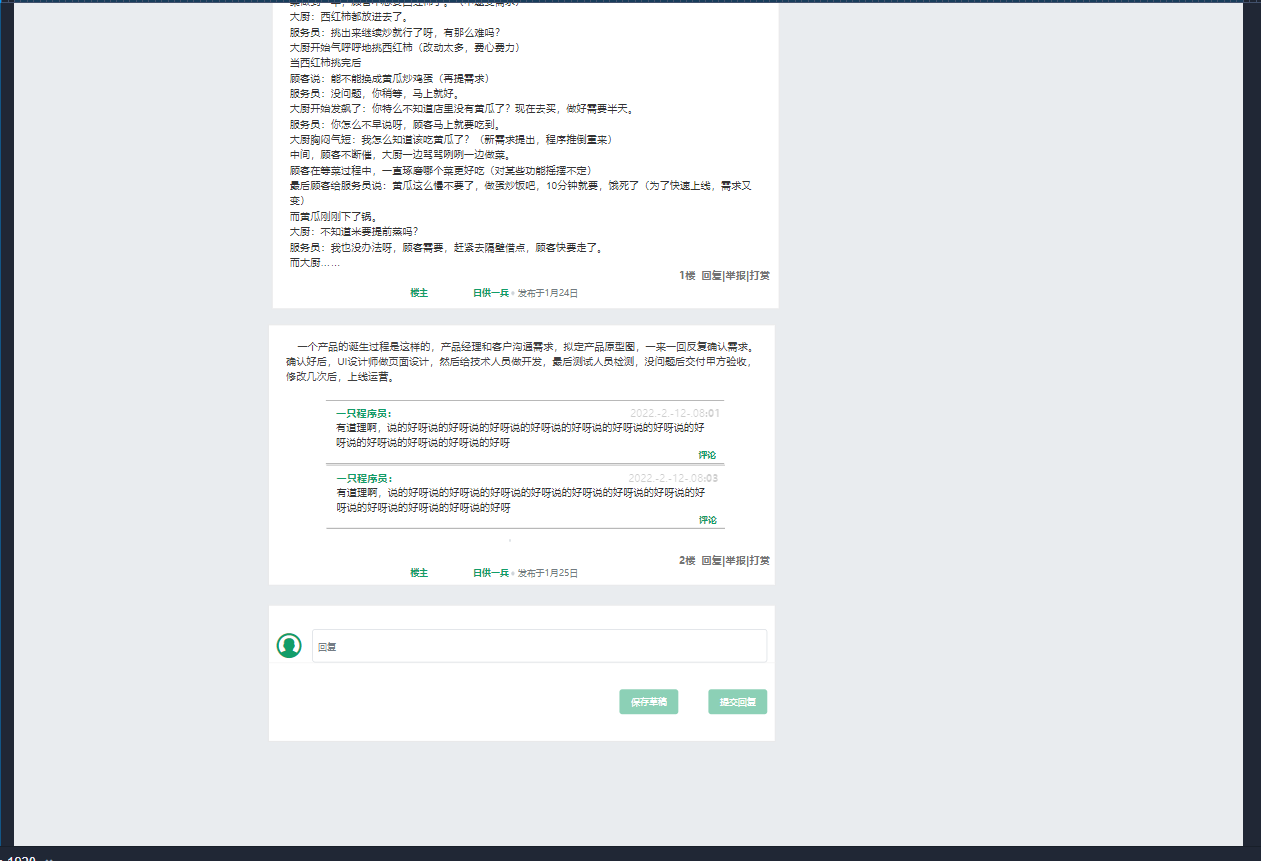 菜做到一半，顾客不想要西红柿了。（中途变需求）
大厨：西红柿都放进去了。
服务员：挑出来继续炒就行了呀，有那么难吗？
大厨开始气呼呼地挑西红柿（改动太多，费心费力）
当西红柿挑完后
顾客说：能不能换成黄瓜炒鸡蛋（再提需求）
服务员：没问题，你稍等，马上就好。
大厨开始发飙了：你特么不知道店里没有黄瓜了？现在去买，做好需要半天。
服务员：你怎么不早说呀，顾客马上就要吃到。
大厨胸闷气短：我怎么知道该吃黄瓜了？（新需求提出，程序推倒重来）
中间，顾客不断催，大厨一边骂骂咧咧一边做菜。
顾客在等菜过程中，一直琢磨哪个菜更好吃（对某些功能摇摆不定）
最后顾客给服务员说：黄瓜这么慢不要了，做蛋炒饭吧，10分钟就要，饿死了（为了快速上线，需求又
变）
而黄瓜刚刚下了锅。
大厨：不知道米要提前蒸吗？
服务员：我也没办法呀，顾客需要，赶紧去隔壁借点，顾客快要走了。
而大厨……
1楼 回复|举报|打赏
楼主 日供一兵 发布于1月24日
一个产品的诞生过程是这样的，产品经理和客户沟通需求，拟定产品原型图，一来一回反复确认需求。
确认好后，UI设计师做页面设计，然后给技术人员做开发，最后测试人员检测，没问题后交付甲方验收，
修改几次后，上线运营。
一只程序员： 2022.-2.-12-.08:01
有道理啊，说的好呀说的好呀说的好呀说的好呀说的好呀说的好呀说的好呀说的好
呀说的好呀说的好呀说的好呀说的好呀
评论
一只程序员： 2022.-2.-12-.08:03
有道理啊，说的好呀说的好呀说的好呀说的好呀说的好呀说的好呀说的好呀说的好
呀说的好呀说的好呀说的好呀说的好呀
评论
2楼 回复|举报|打赏
楼主 日供一兵 发布于1月25日
回复
保存草稿 提交回复